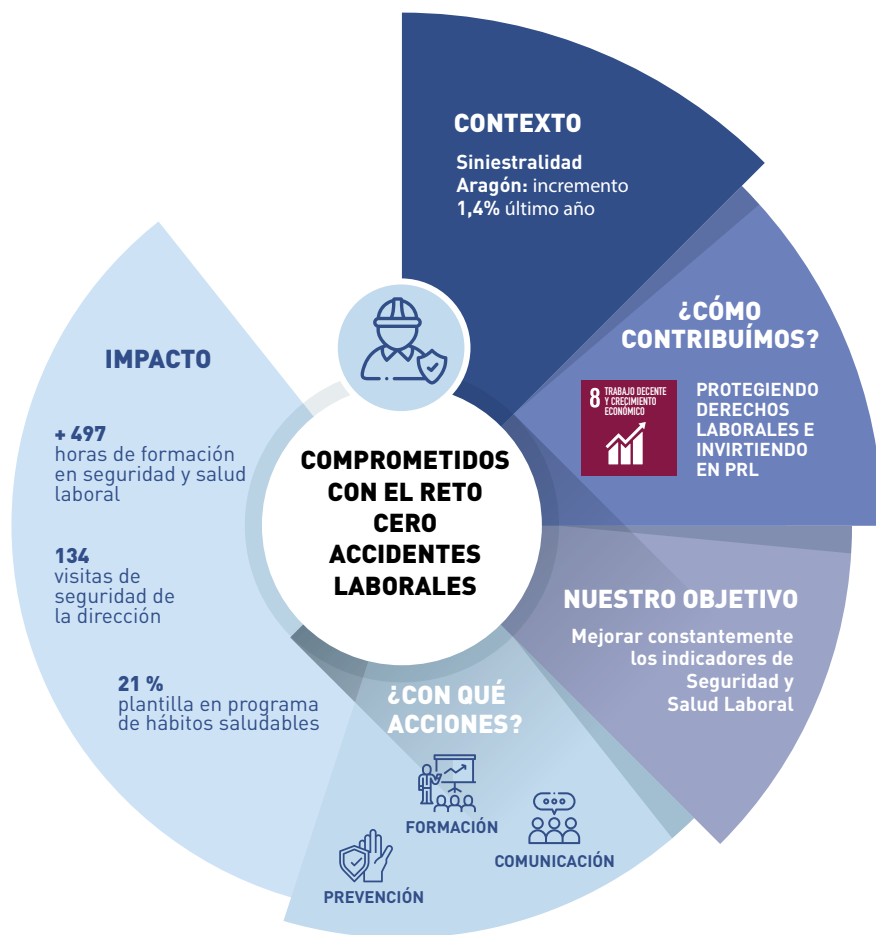 CONTEXTO
Siniestralidad
Aragón: incremento
1,4% último año
¿CÓMO
CONTRIBUÍMOS?
8 TRABAJO DECENTE
Y CRECIMIENTO
ECONÓMICO
PROTEGIENDO
DERECHOS
LABORALES E
INVIRTIENDO
EN PRL
NUESTRO OBJETIVO
Mejorar constantemente
los indicadores de
Seguridad y
Salud Laboral
¿CON QUÉ
ACCIONES?
FORMACIÓN
COMUNICACIÓN
PREVENCIÓN
IMPACTO
+ 497
horas de formación
en seguridad y salud
laboral
134
visitas de
seguridad de
la dirección
21 %
plantilla en programa
de hábitos saludables
COMPROMETIDOS
CON EL RETO
CERO
ACCIDENTES
LABORALES